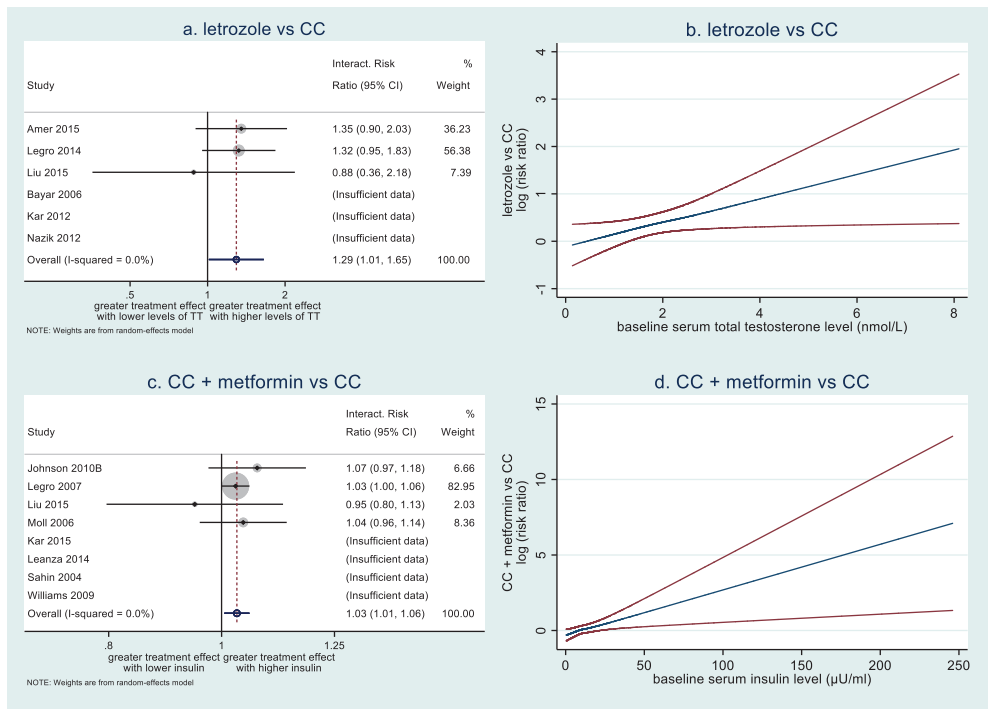 a. letrozole vs CC
Interact. Risk %
Study Ratio (95% CI) Weight
Amer 2015 1.35 (0.90, 2.03) 36.23
Legro 2014 1.32 (0.95, 1.83) 56.38
Liu 2015 0.88 (0.36, 2.18) 7.39
Bayar 2006 (Insufficient data)
Kar 2012 (Insufficient data)
Nazik 2012 (Insufficient data)
Overall (I-squared = 0.0%) 1.29 (1.01, 1.65) 100.00
.5 1 2
greater treatment effect greater treatment effect
with lower levels of TT with higher levels of TT
NOTE: Weights are from random-effects model
b. letrozole vs CC
letrozole vs CC
log (risk ratio)
4
3
2
1
0
-1
0 2 4 6 8
baseline serum total testosterone level (nmol/L)
c. CC + metformin vs CC
Interact. Risk %
Study Ratio (95% CI) Weight
Johnson 2010B 1.07 (0.97, 1.18) 6.66
Legro 2007 1.03 (1.00, 1.06) 82.95
Liu 2015 0.95 (0.80, 1.13) 2.03
Moll 2006 1.04 (0.96, 1.14) 8.36
Kar 2015 (Insufficient data)
Leanza 2014 (Insufficient data)
Sahin 2004 (Insufficient data)
Williams 2009 (Insufficient data)
Overall (I-squared = 0.0%) 1.03 (1.01, 1.06) 100.00
.8 1 1.25
greater treatment effect greater treatment effect
with lower insulin with higher insulin
NOTE: Weights are from random-effects model
d. CC + metformin vs CC
CC + metformin vs CC
log (risk ratio)
15
10
5
0
0 50 100 150 200 250
baseline serum insulin level (µU/ml)